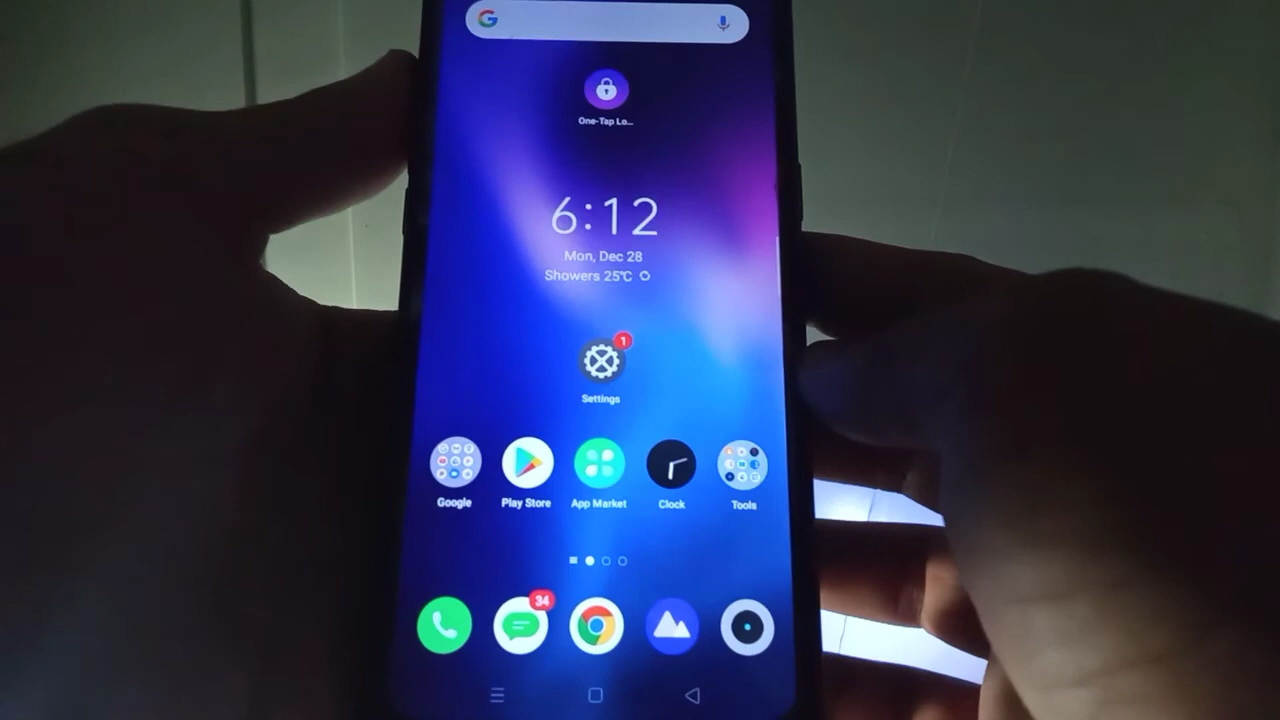 G
One-Tap Lo...
6:12
Mon, Dec 28
Showers 25℃
1
Settings
Google
Play Store
App Market
Clock
Tools
34